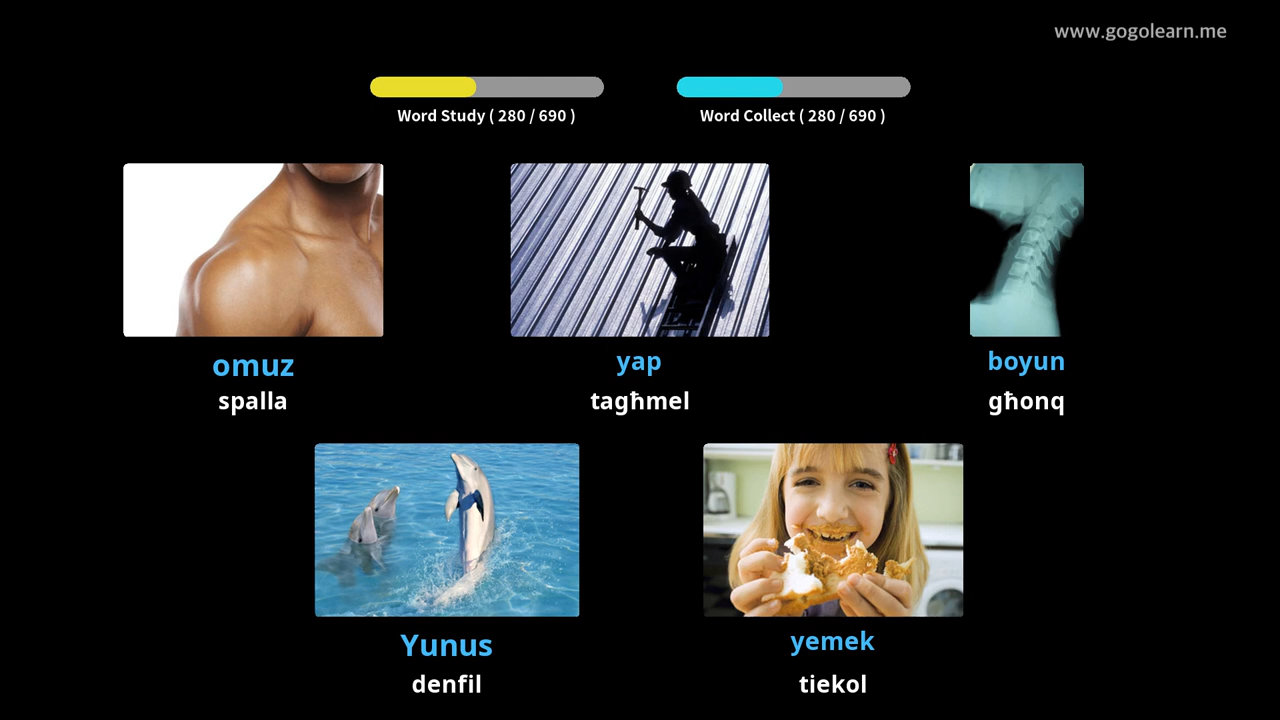 www.gogolearn.me
Word Study ( 280 / 690 )
Word Collect ( 280 / 690 )
omuz
spalla
yap
tagħmel
boyun
għonq
Yunus
denfil
yemek
tiekol